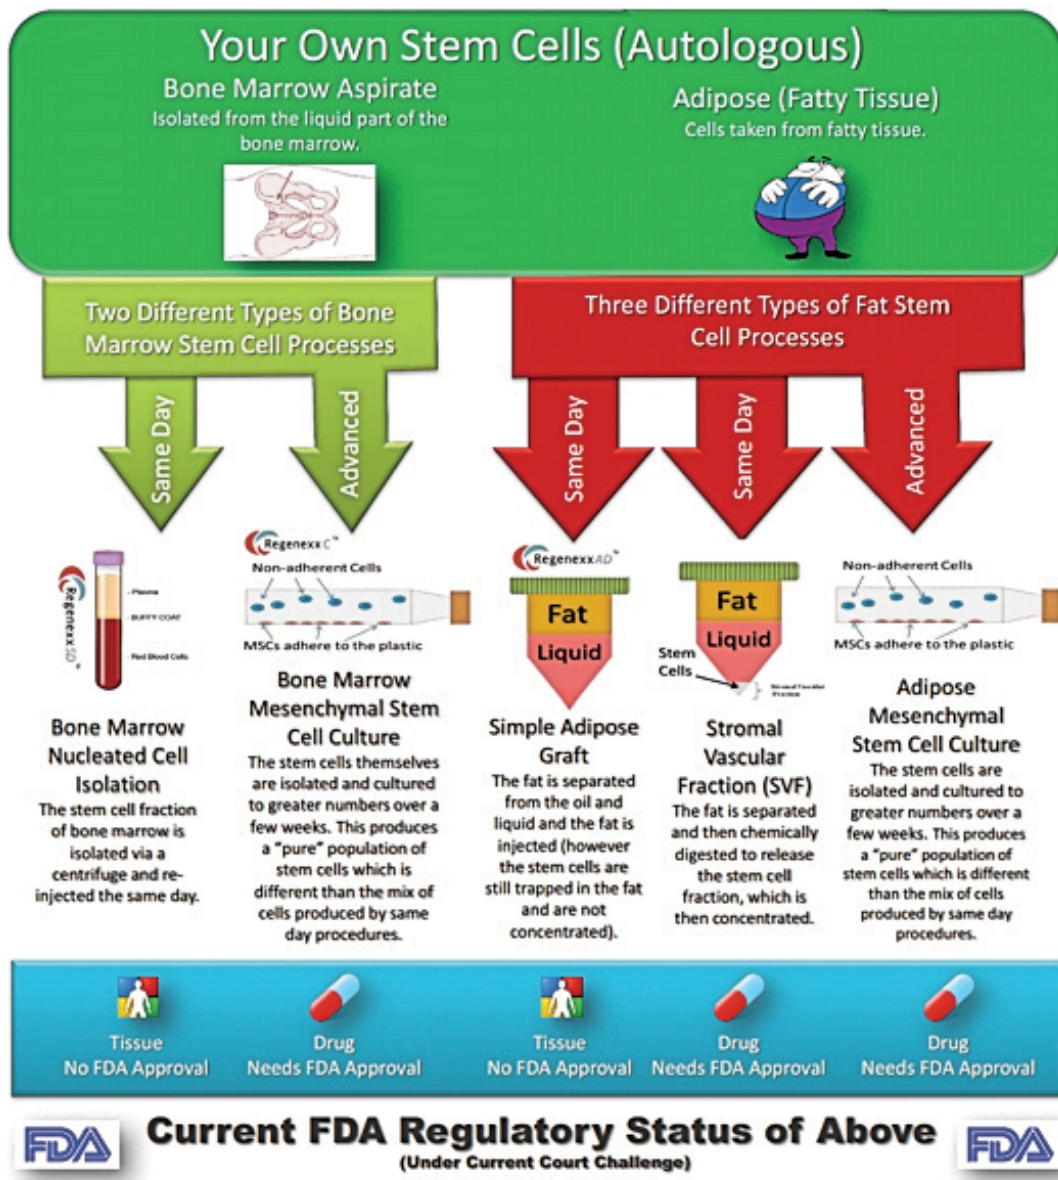 Your Own Stem Cells (Autologous)
Bone Marrow Aspirate
Isolated from the liquid part of the
bone marrow.
Adipose (Fatty Tissue)
Cells taken from fatty tissue.
Two Different Types of Bone
Marrow Stem Cell Processes
Three Different Types of Fat Stem
Cell Processes
Same Day
Advanced
Same Day
Same Day
Advanced
Regenexx SD™
Plasma
BUFFY COAT
Red Blood Cells
Bone Marrow
Nucleated Cell
Isolation
The stem cell fraction
of bone marrow is
isolated via a
centrifuge and re-
injected the same day.
Regenexx C™
Non-adherent Cells
MSCs adhere to the plastic
Bone Marrow
Mesenchymal Stem
Cell Culture
The stem cells themselves
are isolated and cultured
to greater numbers over a
few weeks. This produces
a “pure” population of
stem cells which is
different than the mix of
cells produced by same
day procedures.
Regenexx AD™
Fat
Liquid
Simple Adipose
Graft
The fat is separated
from the oil and
liquid and the fat is
injected (however
the stem cells are
still trapped in the fat
and are not
concentrated).
Fat
Liquid
Stem
Cells
Stromal Vascular
Fraction
Stromal
Vascular
Fraction (SVF)
The fat is separated
and then chemically
digested to release
the stem cell
fraction, which is
then concentrated.
Non-adherent Cells
MSCs adhere to the plastic
Adipose
Mesenchymal
Stem Cell Culture
The stem cells are
isolated and cultured to
greater numbers over a
few weeks. This produces
a “pure” population of
stem cells which is different
than the mix of cells
produced by same day
procedures.
Tissue
No FDA Approval
Drug
Needs FDA Approval
Tissue
No FDA Approval
Drug
Needs FDA Approval
Drug
Needs FDA Approval
FDA
Current FDA Regulatory Status of Above
(Under Current Court Challenge)
FDA